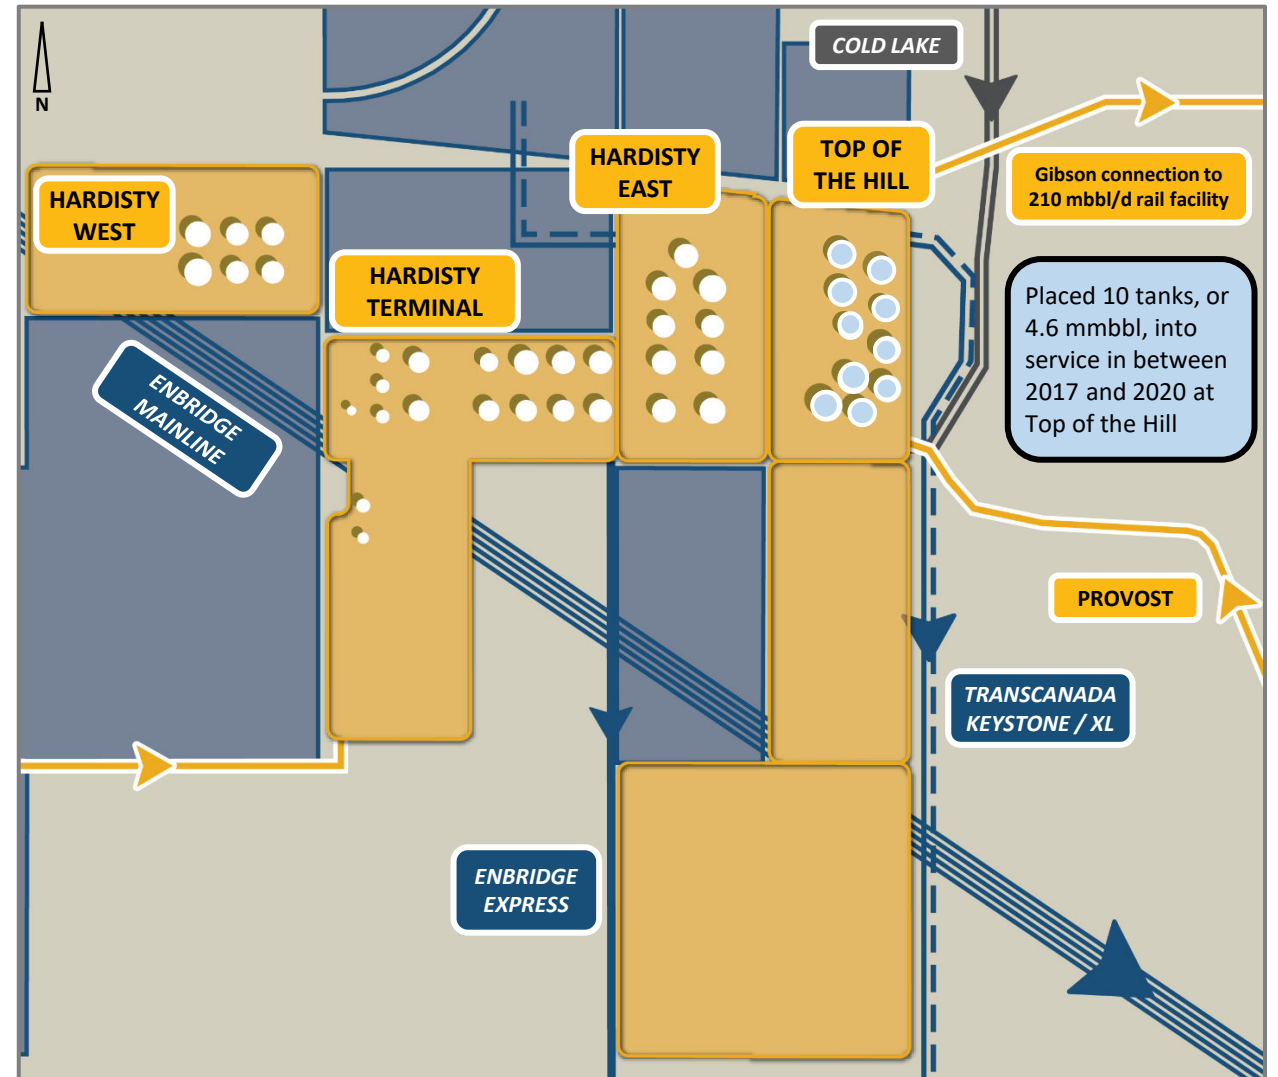 N
COLD LAKE
HARDISTY
EAST
TOP OF
THE HILL
Gibson connection to
210 mbbl/d rail facility
HARDISTY
WEST
HARDISTY
TERMINAL
Placed 10 tanks, or
4.6 mmbbl, into
service in between
2017 and 2020 at
Top of the Hill
ENBRIDGE
MAINLINE
PROVOST
TRANSCANADA
KEYSTONE / XL
ENBRIDGE
EXPRESS